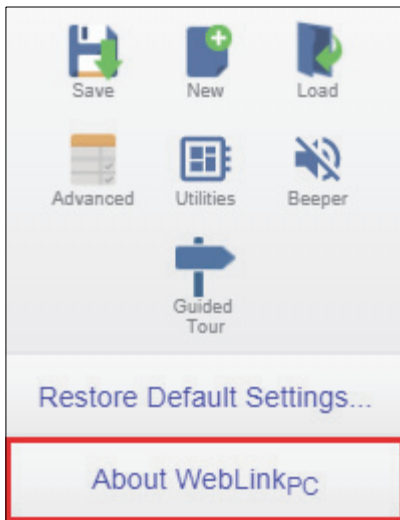 Save New Load
Advanced Utilities Beeper
Guided
Tour
Restore Default Settings...
About WebLinkPC